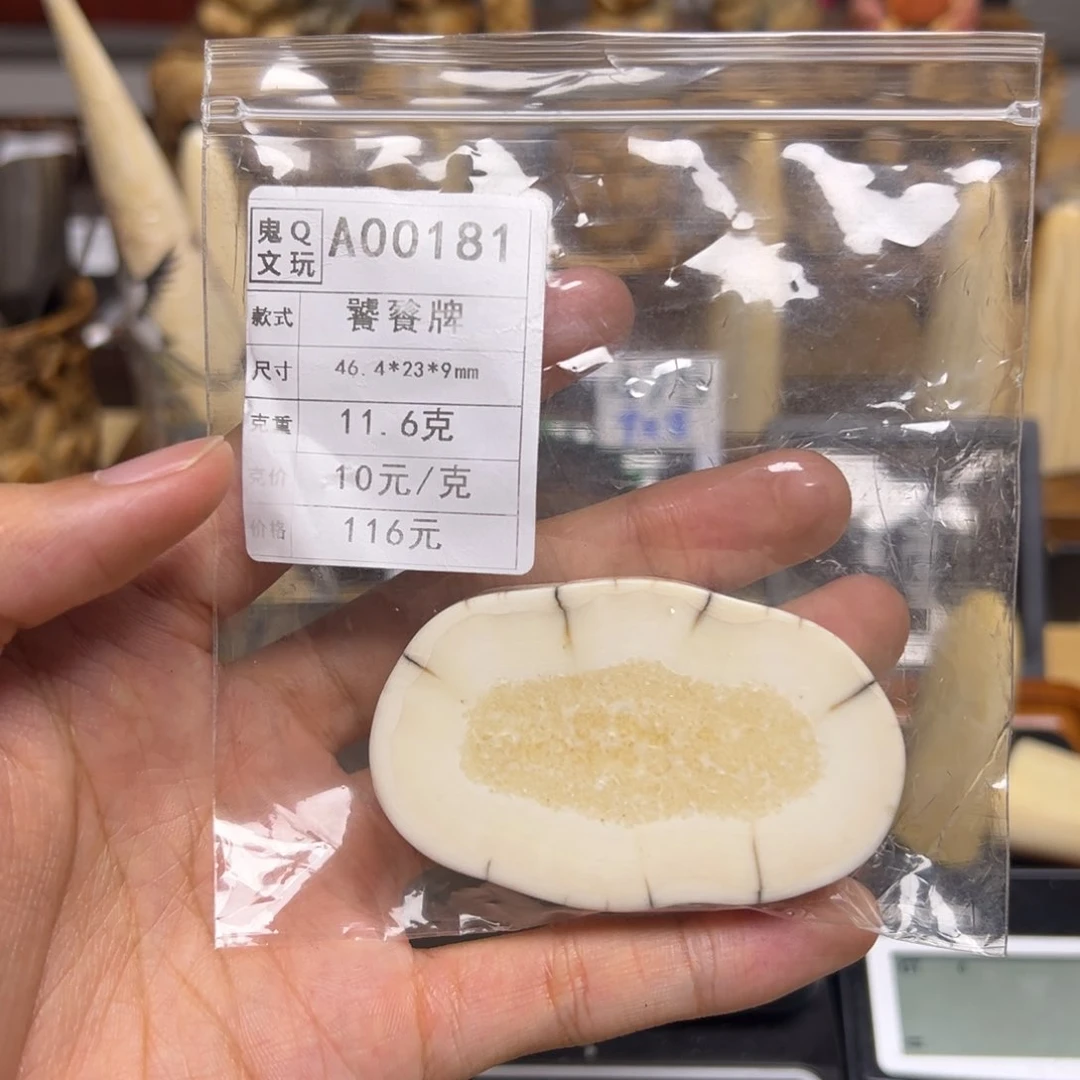 鬼Q
文玩
A00181
款式 饕餮牌
尺寸 46.4*23*9mm
克重 11.6克
克价 10元/克
价格 116元